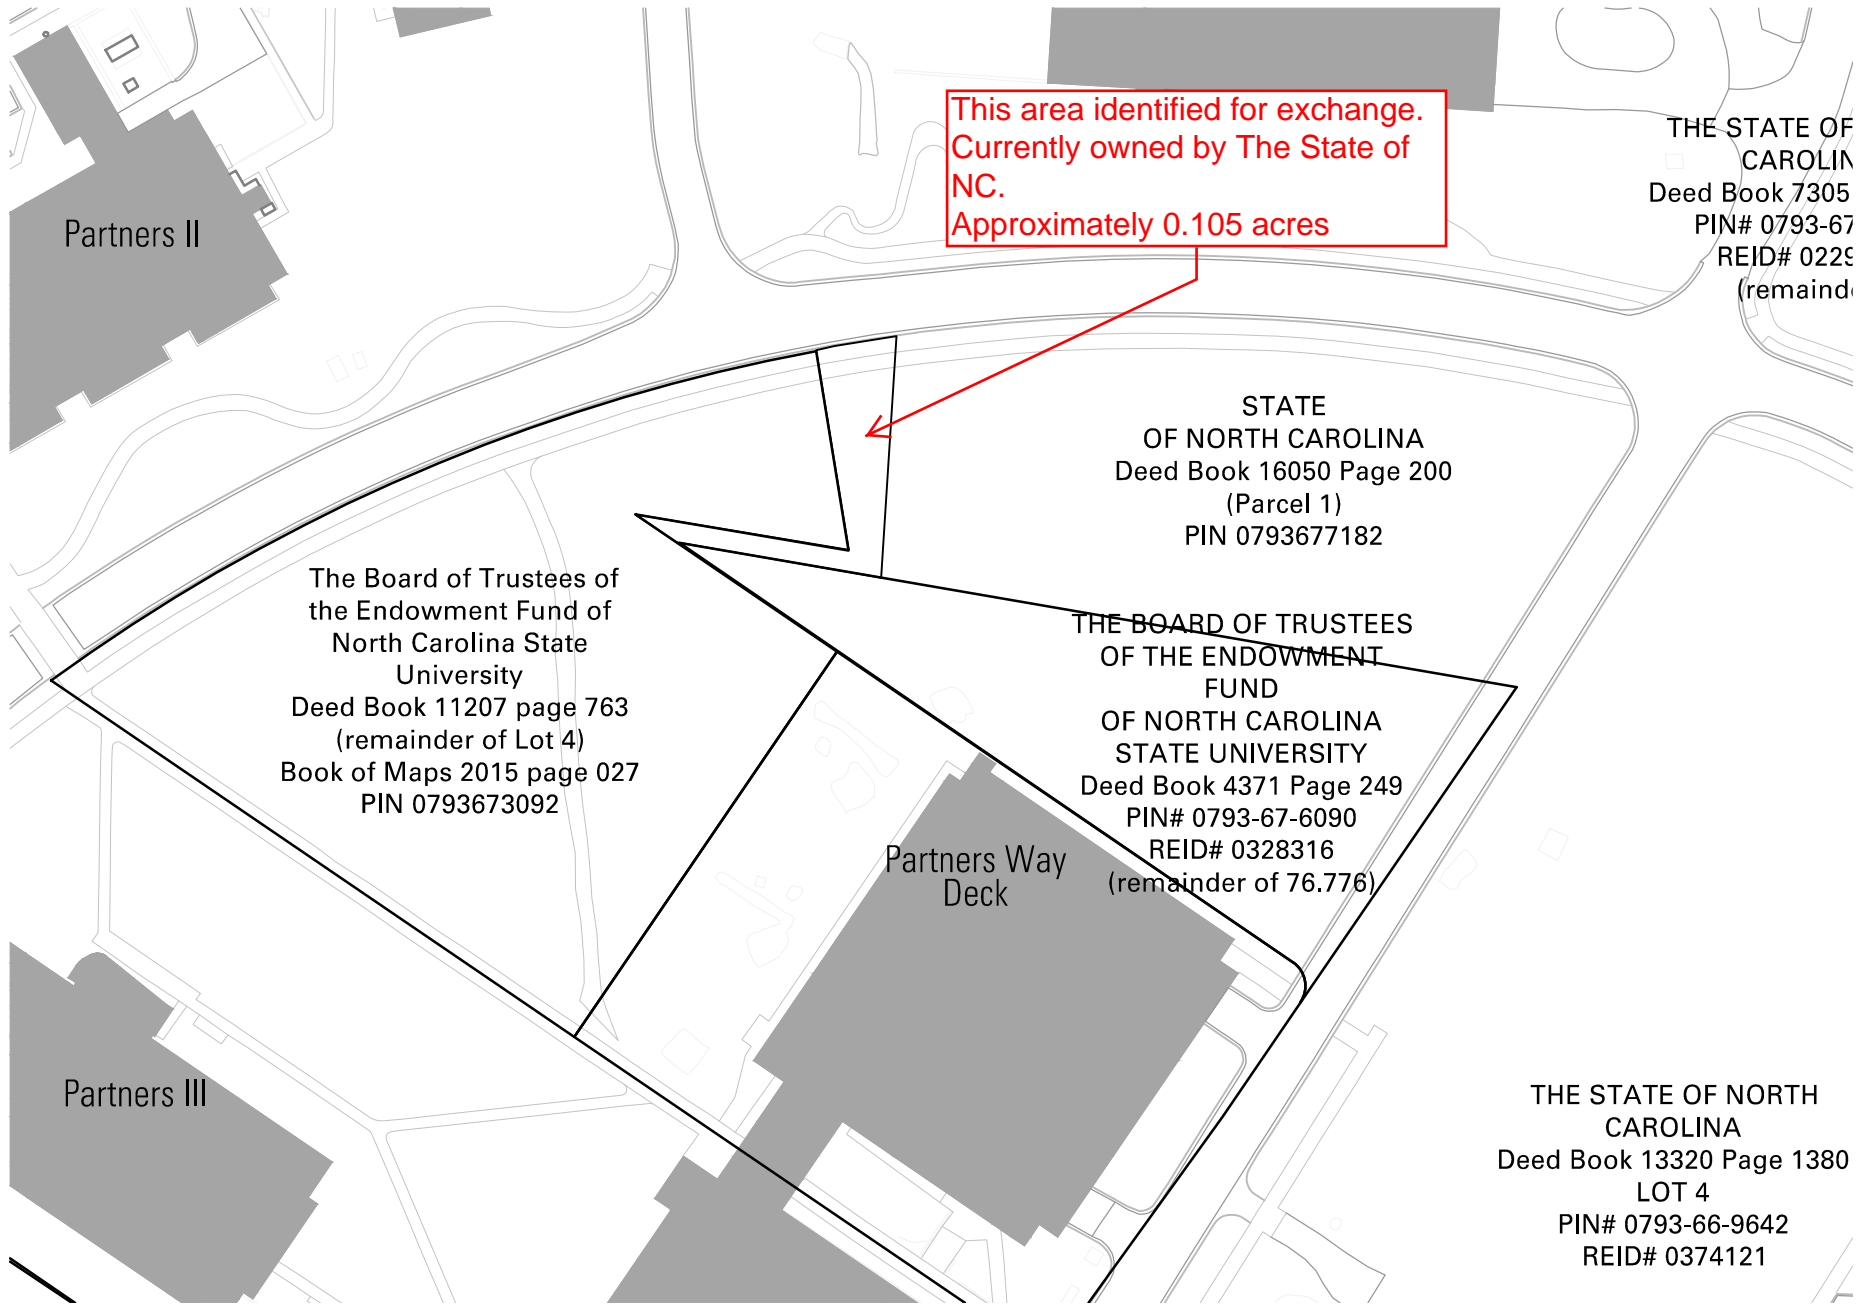 This area identified for exchange.
Currently owned by The State of
NC.
Approximately 0.105 acres
THE STATE OF
Deed Book 7305
PIN# 0793-67
REID# 0229
Partners II
STATE
OF NORTH CAROLINA
Deed Book 16050 Page 200
(Parcel 1)
PIN 0793677182
The Board of Trustees of
the Endowment Fund of
North Carolina State
University
Deed Book 11207 page 763
(remainder of Lot 4)
Book of Maps 2015 page 027
PIN 0793673092
THE BOARD OF TRUSTEES
OF THE ENDOWMENT
FUND
OF NORTH CAROLINA
STATE UNIVERSITY
Deed Book 4371 Page 249
PIN# 0793-67-6090
REID# 0328316
(remainder of 76.776)
Partners Way
Deck
Partners III
THE STATE OF NORTH
CAROLINA
Deed Book 13320 Page 1380
LOT 4
PIN# 0793-66-9642
REID# 0374121